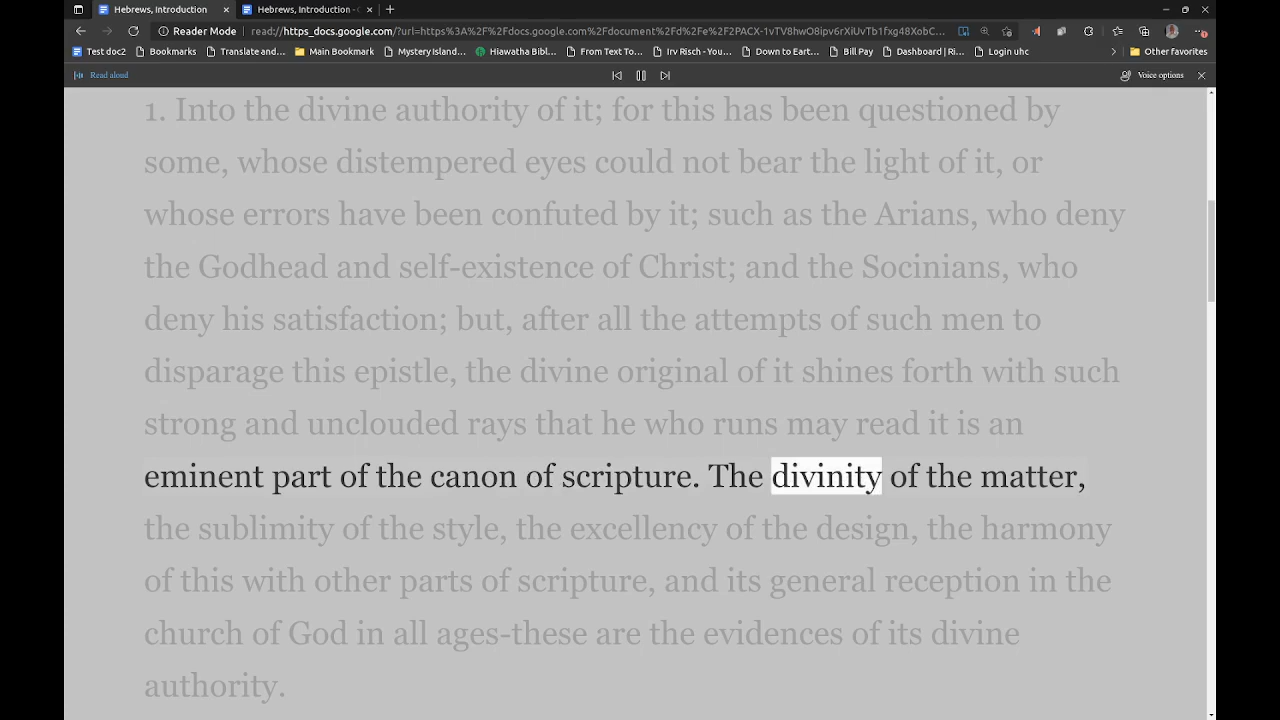 Hebrews, Introduction
Hebrews, Introduction - 
Reader Mode
read://https_docs.google.com/?url=https%3A%2F%2Fdocs.google.com%2Fdocument%2Fd%2Fe%2F2PACX-1vTV8hwO8ipv6rXiUvTb1fxg48XobC...
Test doc2 Bookmarks Translate and... Main Bookmark Mystery Island... Hiawatha Bibl... From Text To... Irv Risch - You... Down to Eart... Bill Pay Dashboard | Ri... Login uhc Other favorites
Read aloud Voice options
1. Into the divine authority of it; for this has been questioned by
some, whose distempered eyes could not bear the light of it, or
whose errors have been confuted by it; such as the Arians, who deny
the Godhead and self-existence of Christ; and the Socinians, who
deny his satisfaction; but, after all the attempts of such men to
disparage this epistle, the divine original of it shines forth with such
strong and unclouded rays that he who runs may read it is an
eminent part of the canon of scripture. The divinity of the matter,
the sublimity of the style, the excellency of the design, the harmony
of this with other parts of scripture, and its general reception in the
church of God in all ages-these are the evidences of its divine
authority.